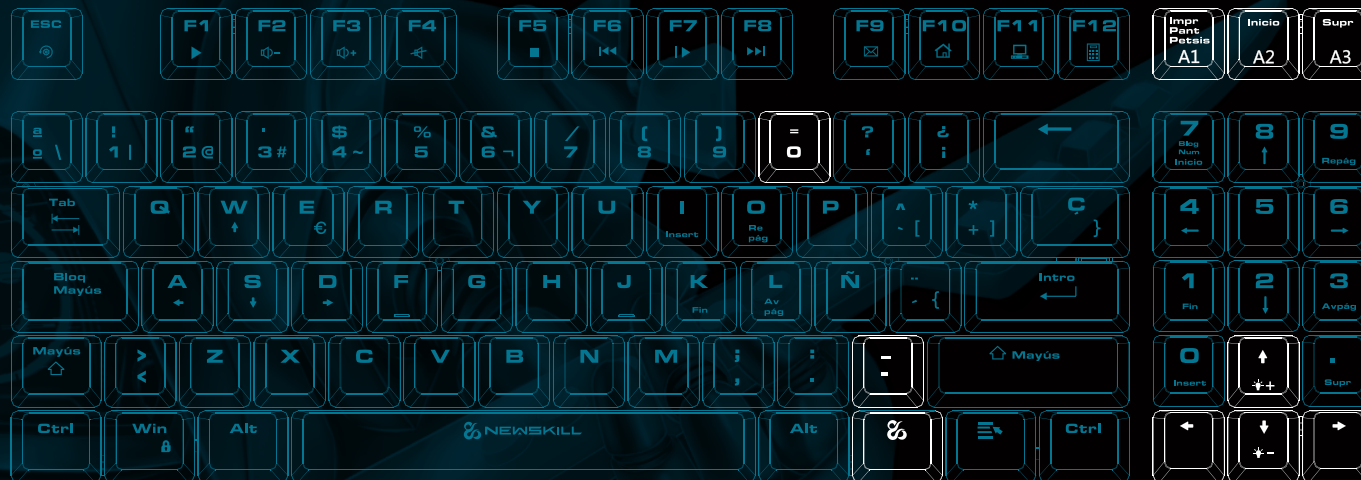 ESC F1 F2 F3 F4 F5 F6 F7 F8 F9 F10 F11 F12 Impr Pant Petsis A1 Inicio A2 Supr A3
ª º \ ! 1 | " 2 @ · 3 # $ 4 ~ % 5 & 6 ¬ / 7 ( 8 ) 9 = 0 ? ' ¿ ¡ ← 7 Bloq Num Início 8 ↑ 9 Repág
Tab Q W E € R T Y U I Insert O Re pág P ^ ` [ * + ] Ç } 4 ← 5 6 →
Bloq Mayús A S D F G H J K Fin L Av pág Ñ ¨ ´ { Intro 1 Fin 2 ↓ 3 Avpág
Mayús > < Z X C V B N M ; , : . - - Mayús 0 Insert + . Supr
Ctrl Win Alt NEWSKILL Alt Ctrl -